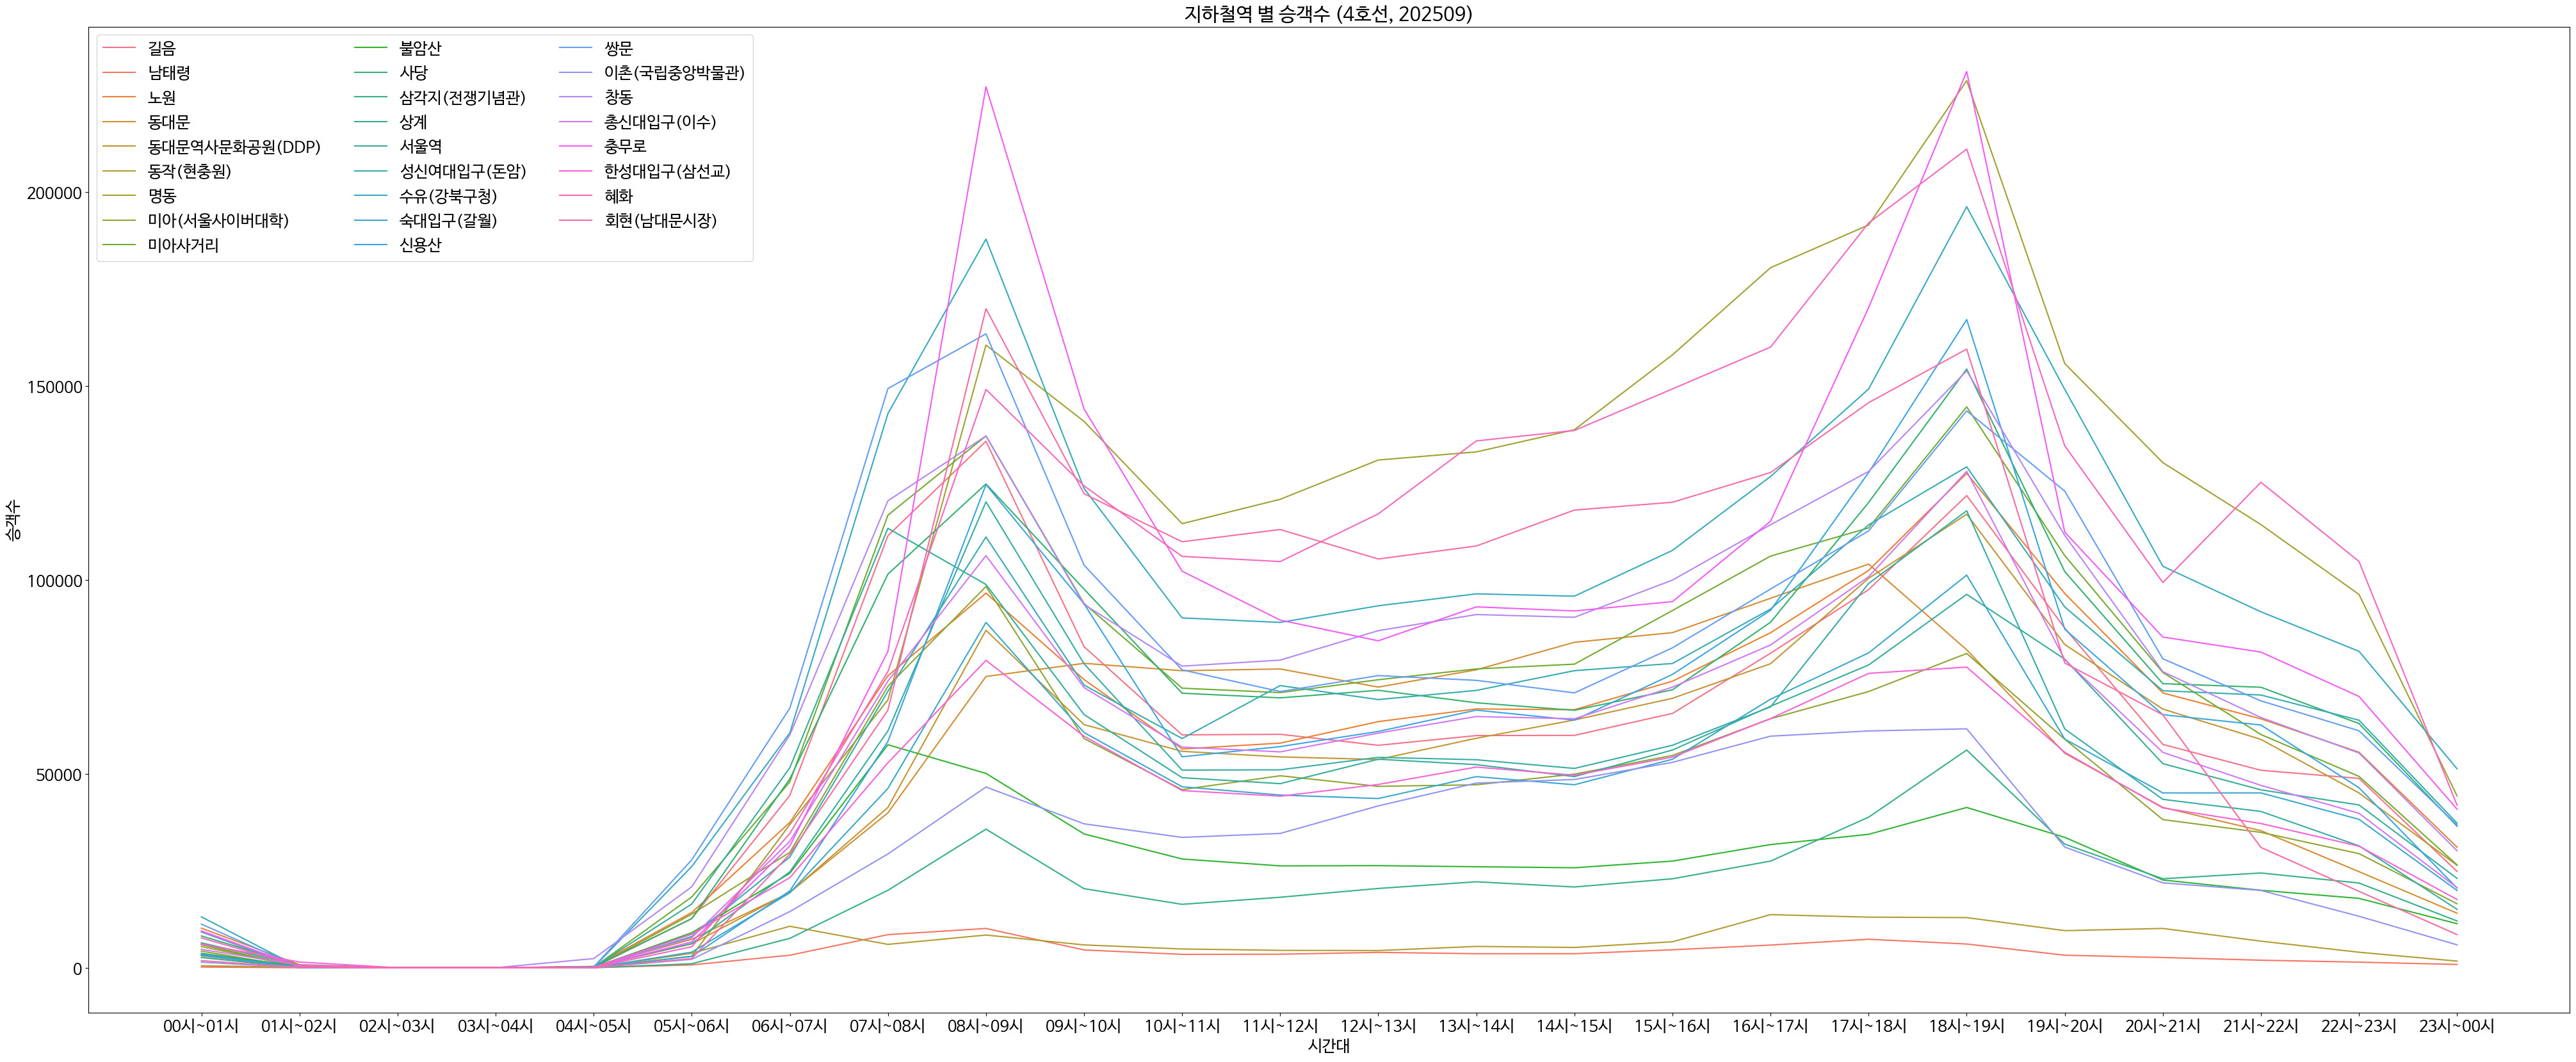 지하철역 별 승객수 (4호선, 202509)
길음
남태령
노원
동대문
동대문역사문화공원(DDP)
동작(현충원)
명동
미아(서울사이버대학)
미아사거리
불암산
사당
삼각지(전쟁기념관)
상계
서울역
성신여대입구(돈암)
수유(강북구청)
숙대입구(갈월)
신용산
쌍문
이촌(국립중앙박물관)
창동
총신대입구(이수)
충무로
한성대입구(삼선교)
혜화
회현(남대문시장)
승객수
200000
150000
100000
50000
0
00시~01시 01시~02시 02시~03시 03시~04시 04시~05시 05시~06시 06시~07시 07시~08시 08시~09시 09시~10시 10시~11시 11시~12시 12시~13시 13시~14시 14시~15시 15시~16시 16시~17시 17시~18시 18시~19시 19시~20시 20시~21시 21시~22시 22시~23시 23시~00시
시간대